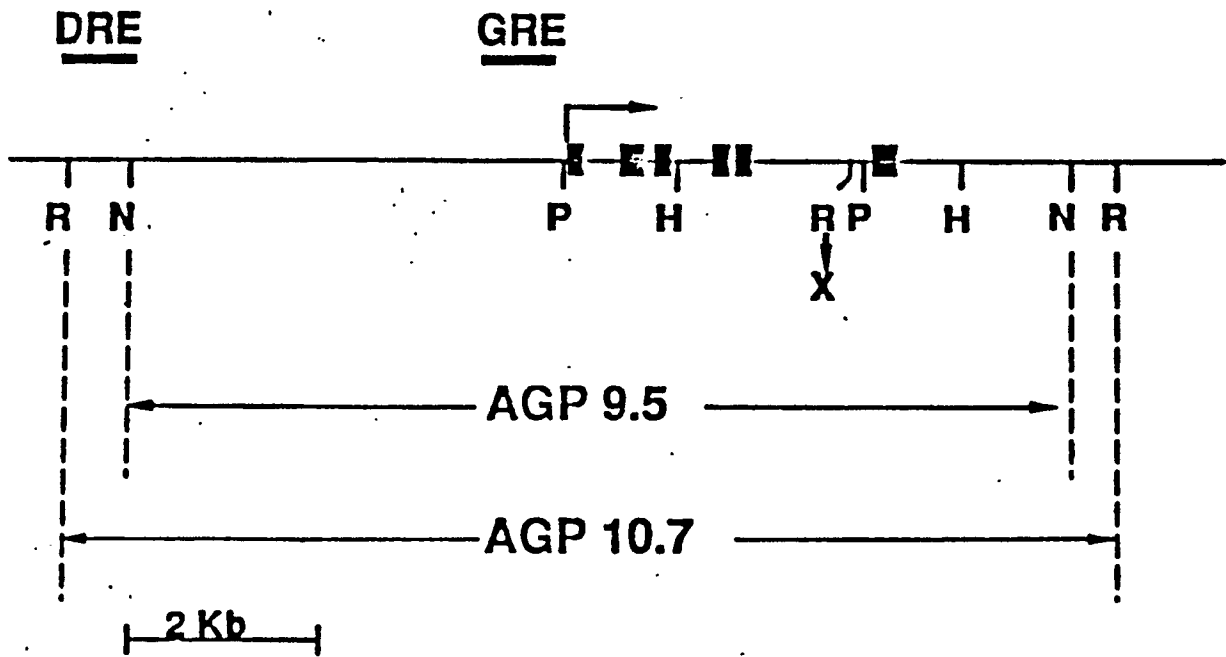 DRE GRE
R N P H R P H N R
X
AGP 9.5
AGP 10.7
2 Kb